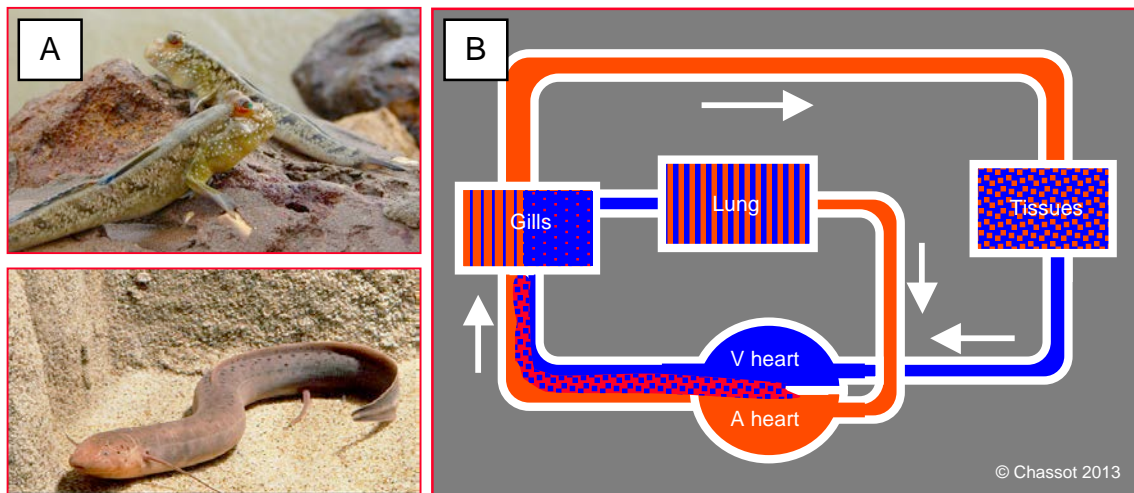 A
B
Gills
Lung
Tissues
V heart
A heart
© Chassot 2013